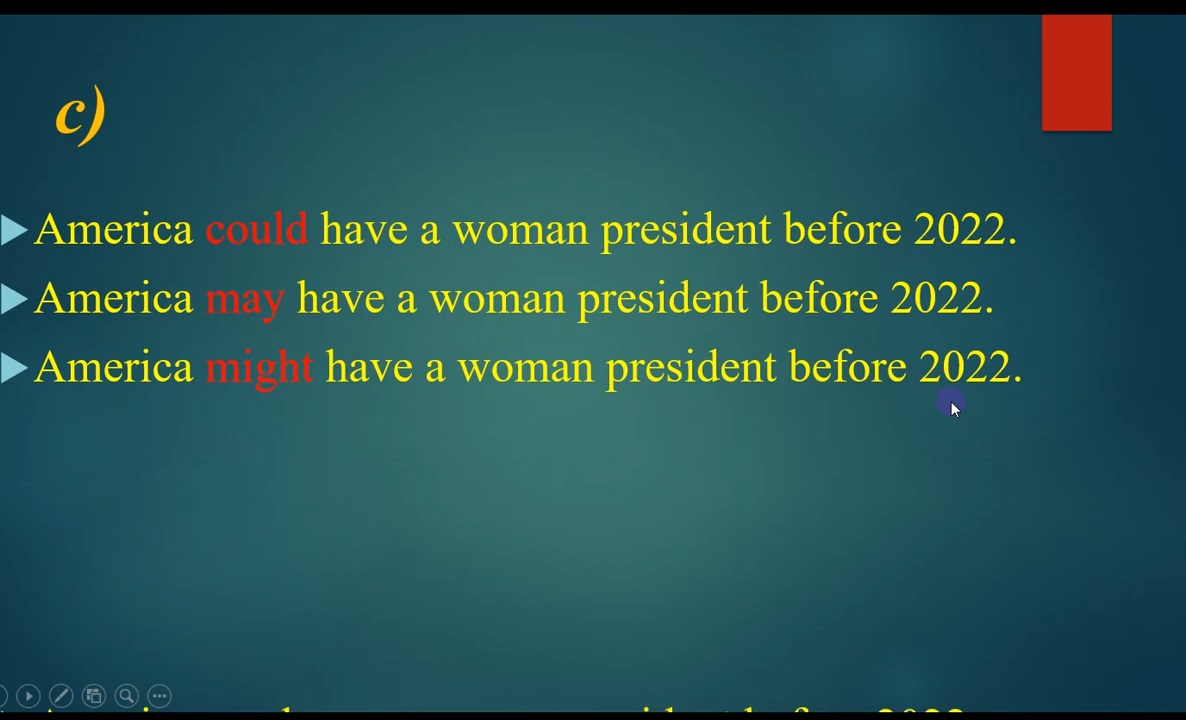 c)
America could have a woman president before 2022.
America may have a woman president before 2022.
America might have a woman president before 2022.